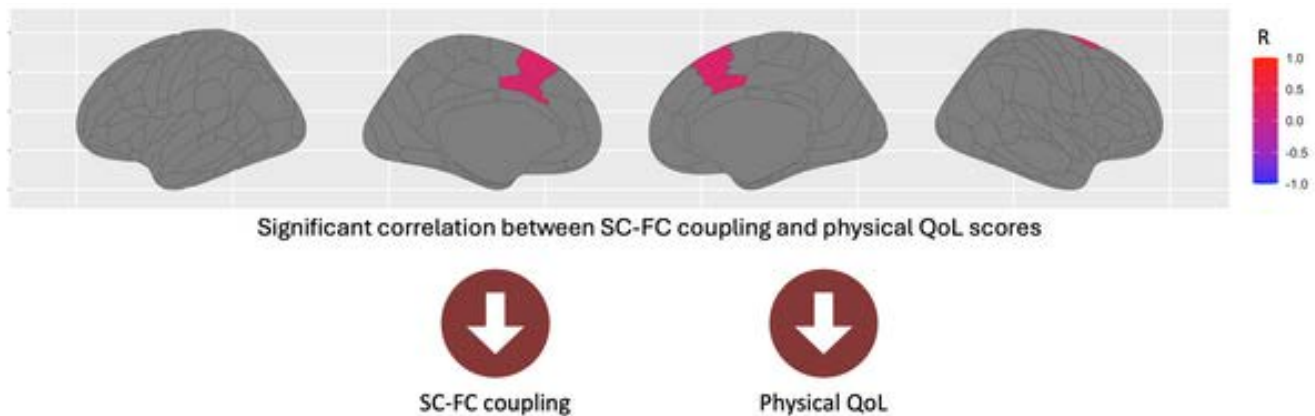 R
1.0
0.5
0.0
-0.5
-1.0
Significant correlation between SC-FC coupling and physical QoL scores
SC-FC coupling
Physical QoL